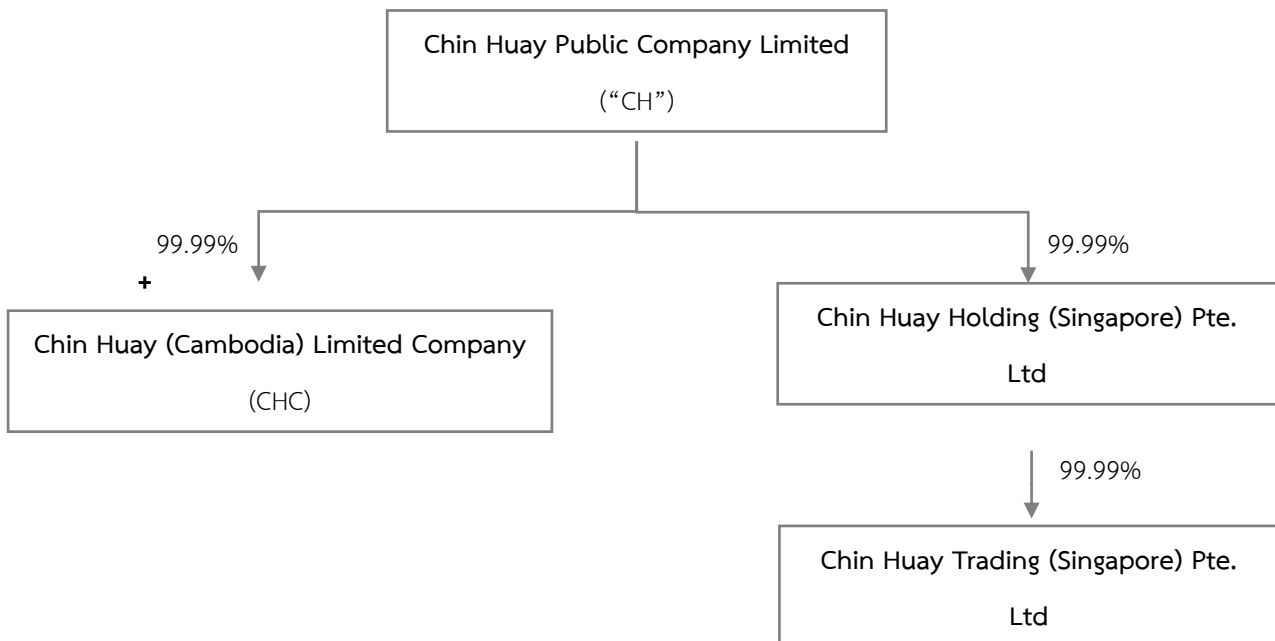 Chin Huay Public Company Limited
(“CH”)
99.99%
99.99%
+
Chin Huay (Cambodia) Limited Company
(CHC)
Chin Huay Holding (Singapore) Pte.
Ltd
99.99%
Chin Huay Trading (Singapore) Pte.
Ltd